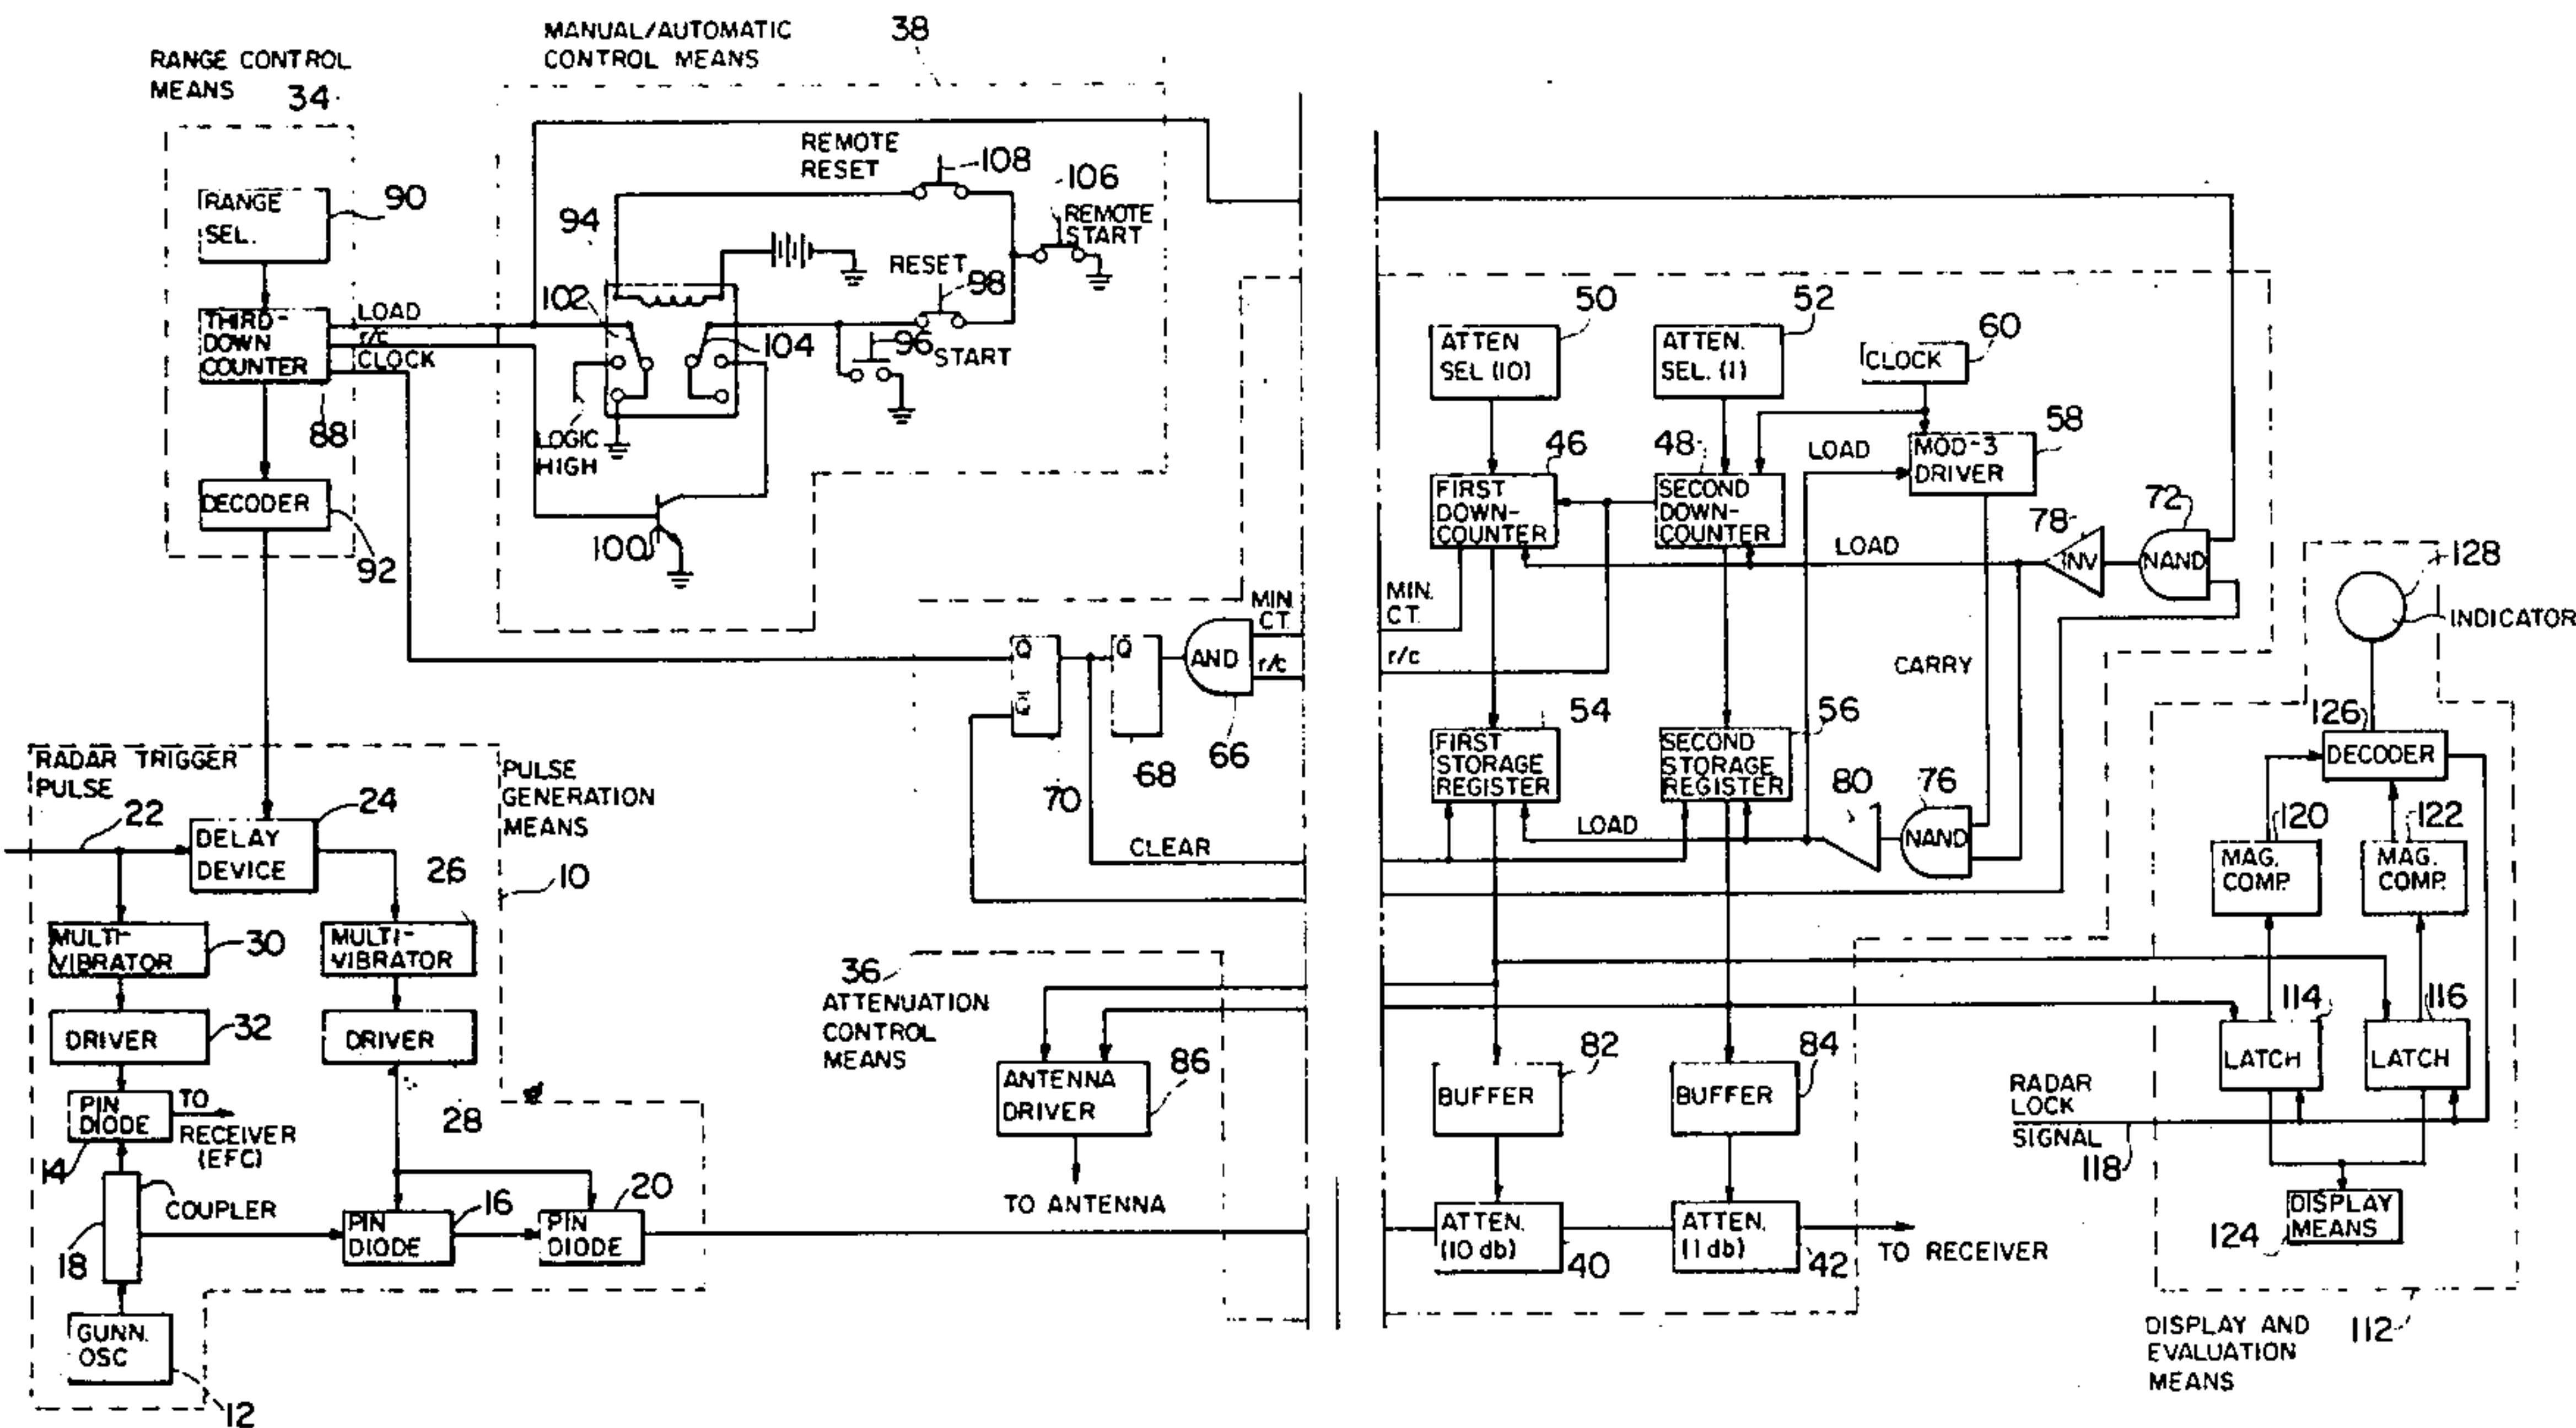 RANGE CONTROL
MEANS
34
MANUAL/AUTOMATIC
CONTROL MEANS
38
RANGE
SEL.
90
THIRD-
DOWN
COUNTER
88
LOAD
r/c
CLOCK
DECODER
92
REMOTE
RESET
108
106
REMOTE
START
94
102
104
RESET
98
96
START
LOGIC
HIGH
100
Q
Q
70
68
AND
66
MIN.
CT.
r/c
CLEAR
RADAR TRIGGER
PULSE
22
DELAY
DEVICE
24
PULSE
GENERATION
MEANS
10
MULTI-
VIBRATOR
30
26
MULTI-
VIBRATOR
DRIVER
32
DRIVER
28
PIN
DIODE
14
TO
RECEIVER
(EFC)
COUPLER
18
PIN
DIODE
16
PIN
DIODE
20
GUNN.
OSC
12
36
ATTENUATION
CONTROL
MEANS
ANTENNA
DRIVER
86
TO ANTENNA
ATTEN
SEL (10)
50
ATTEN.
SEL. (1)
52
CLOCK
60
MOD-3
DRIVER
58
LOAD
FIRST
DOWN-
COUNTER
46
SECOND
DOWN-
COUNTER
48
LOAD
INV
78
NAND
72
MIN.
CT.
r/c
CARRY
FIRST
STORAGE
REGISTER
54
SECOND
STORAGE
REGISTER
56
LOAD
80
NAND
76
BUFFER
82
BUFFER
84
ATTEN.
(10 db)
40
ATTEN.
(1 db)
42
TO RECEIVER
128
INDICATOR
126
DECODER
120
MAG.
COMP.
122
MAG.
COMP.
114
LATCH
116
LATCH
RADAR
LOCK
SIGNAL
118
DISPLAY
MEANS
124
DISPLAY AND
EVALUATION
MEANS
112